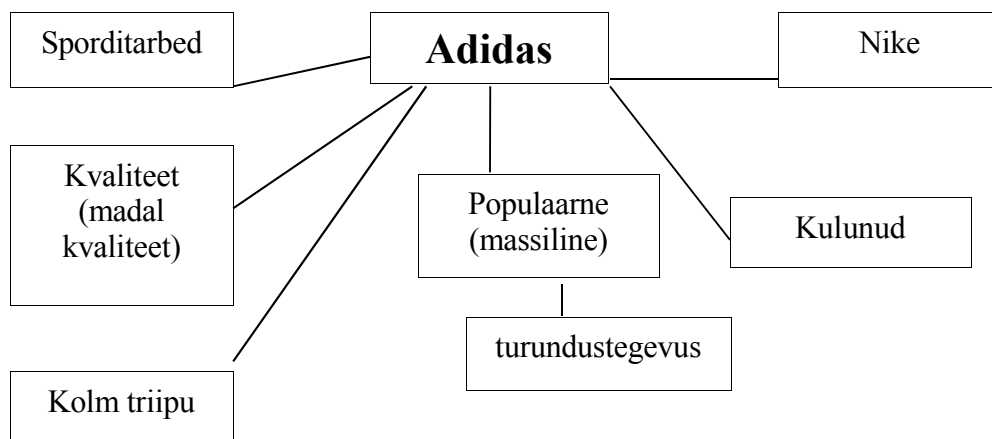 Sporditarbed
Adidas
Nike
Kvaliteet
(madal
kvaliteet)
Populaarne
(massiline)
Kulunud
turundustegevus
Kolm triipu